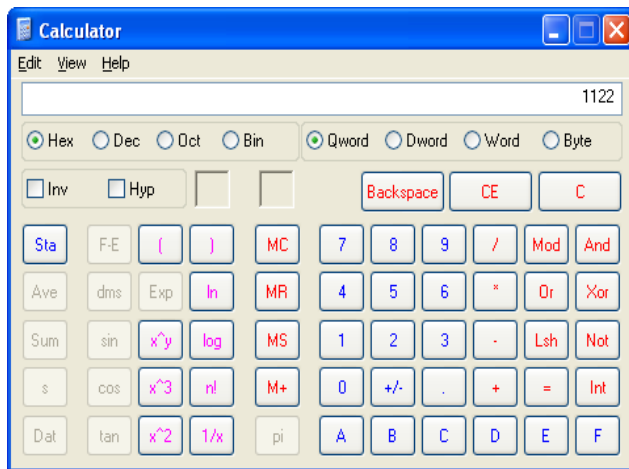 Calculator
Edit View Help
1122
Hex Dec Oct Bin Qword Dword Word Byte
Inv Hyp Backspace CE C
Sta F-E ( ) MC 7 8 9 / Mod And
Ave dms Exp ln MR 4 5 6 * Or Xor
Sum sin x^y log MS 1 2 3 - Lsh Not
s cos x^3 n! M+ 0 +/- . + = Int
Dat tan x^2 1/x pi A B C D E F